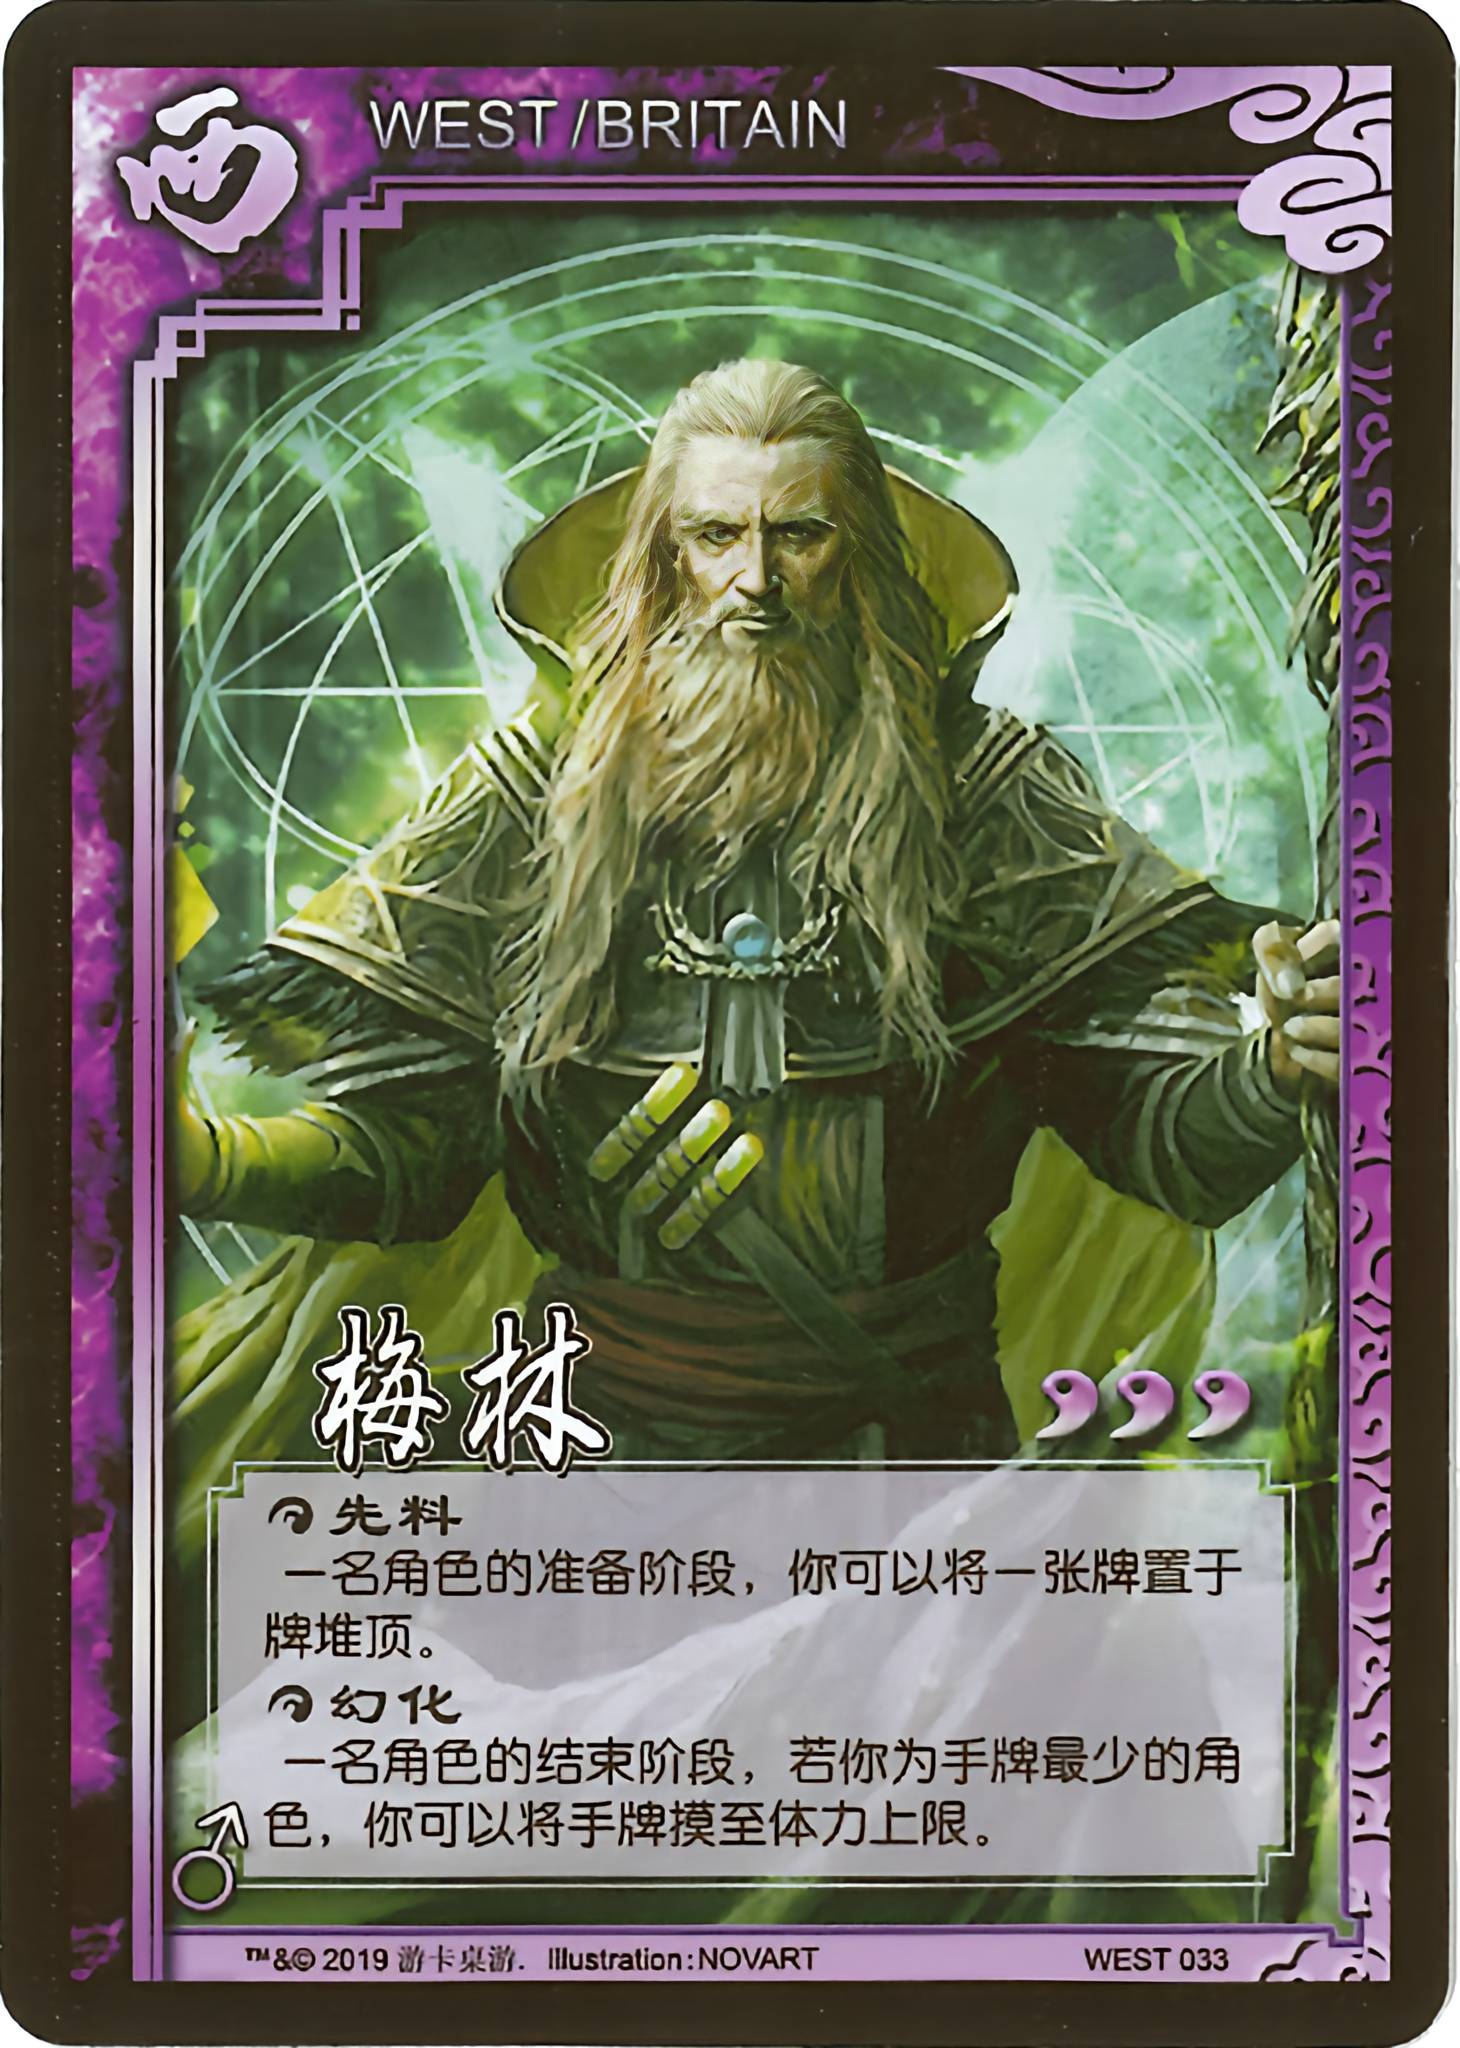 西
WEST /BRITAIN
梅林
先料
一名角色的准备阶段，你可以将一张牌置于
牌堆顶。
幻化
一名角色的结束阶段，若你为手牌最少的角
色，你可以将手牌摸至体力上限。
™&© 2019 游卡桌游. Illustration:NOVART
WEST 033